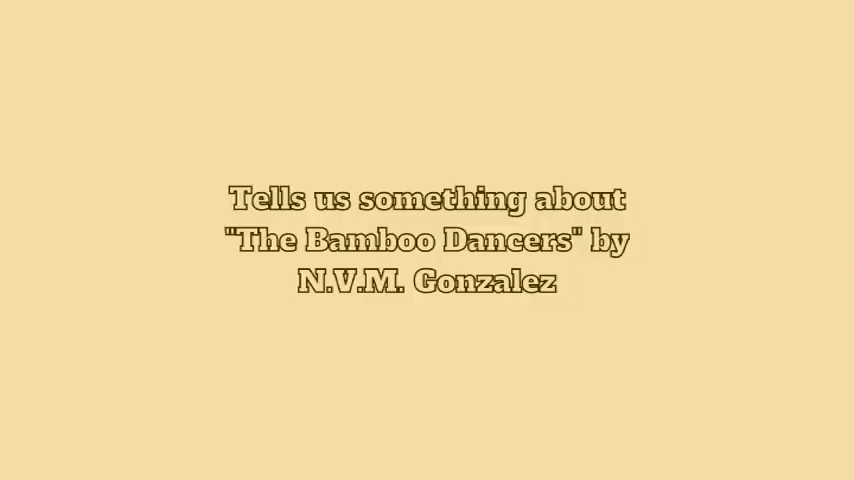 Tells us something about
"The Bamboo Dancers" by
N.V.M. Gonzalez